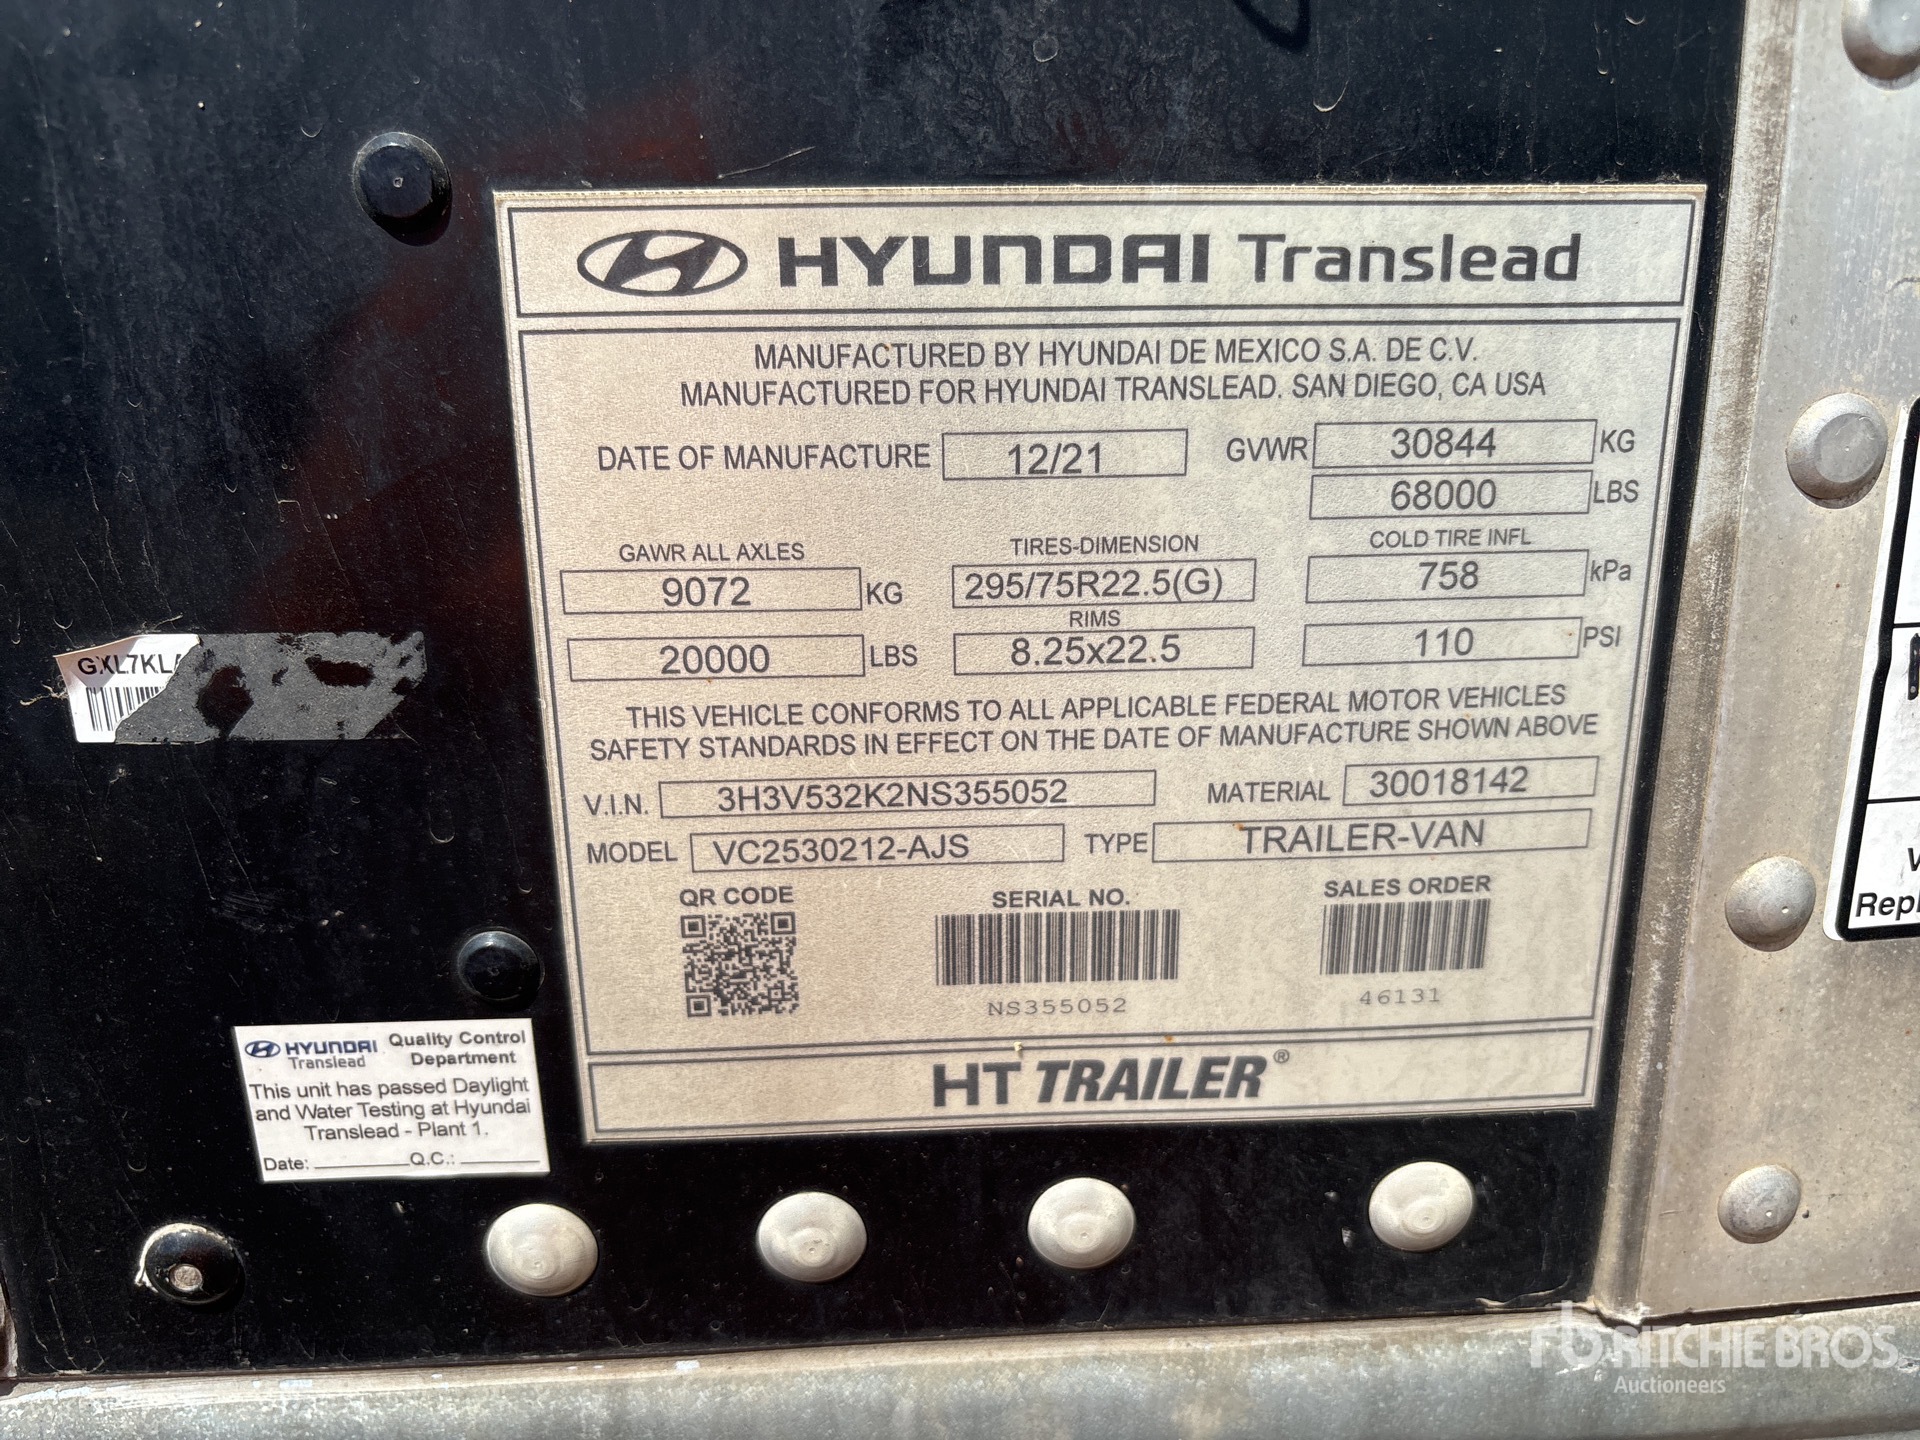 HYUNDAI Translead
MANUFACTURED BY HYUNDAI DE MEXICO S.A. DE C.V.
MANUFACTURED FOR HYUNDAI TRANSLEAD. SAN DIEGO, CA USA
DATE OF MANUFACTURE 12/21 GVWR 30844 KG
68000 LBS
GAWR ALL AXLES TIRES-DIMENSION COLD TIRE INFL
9072 KG 295/75R22.5(G) 758 kPa
RIMS
20000 LBS 8.25x22.5 110 PSI
THIS VEHICLE CONFORMS TO ALL APPLICABLE FEDERAL MOTOR VEHICLES
SAFETY STANDARDS IN EFFECT ON THE DATE OF MANUFACTURE SHOWN ABOVE
V.I.N. 3H3V532K2NS355052 MATERIAL 30018142
MODEL VC2530212-AJS TYPE TRAILER-VAN
QR CODE SERIAL NO. SALES ORDER
NS355052 46131
HT TRAILER®
GXL7KL
HYUNDAI Translead Quality Control Department
This unit has passed Daylight
and Water Testing at Hyundai
Translead - Plant 1.
Date: Q.C.:
Repl
rb RITCHIE BROS
Auctioneers